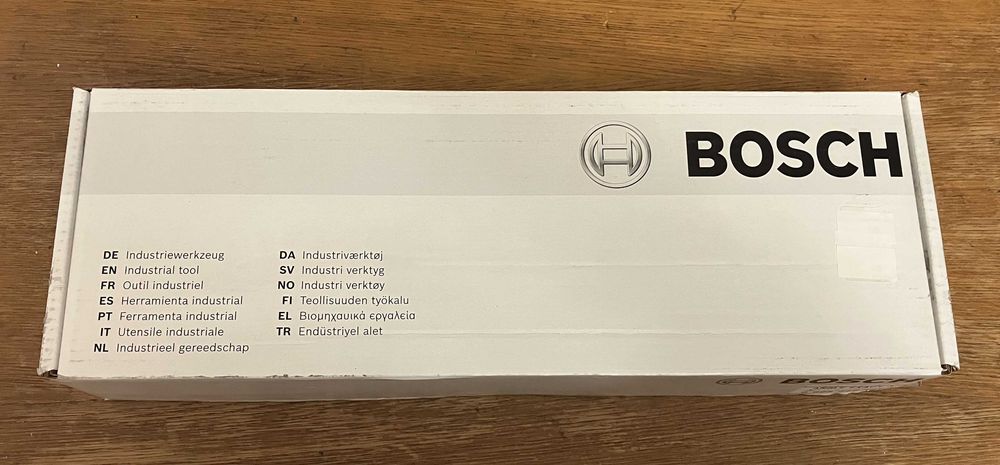 BOSCH
DE Industriewerkzeug
EN Industrial tool
FR Outil industriel
ES Herramienta industrial
PT Ferramenta industrial
IT Utensile industriale
NL Industrieel gereedschap
DA Industriværktøj
SV Industri verktyg
NO Industri verktøy
FI Teollisuuden työkalu
EL Βιομηχαυικά εργαλεία
TR Endüstriyel alet
BOSCH